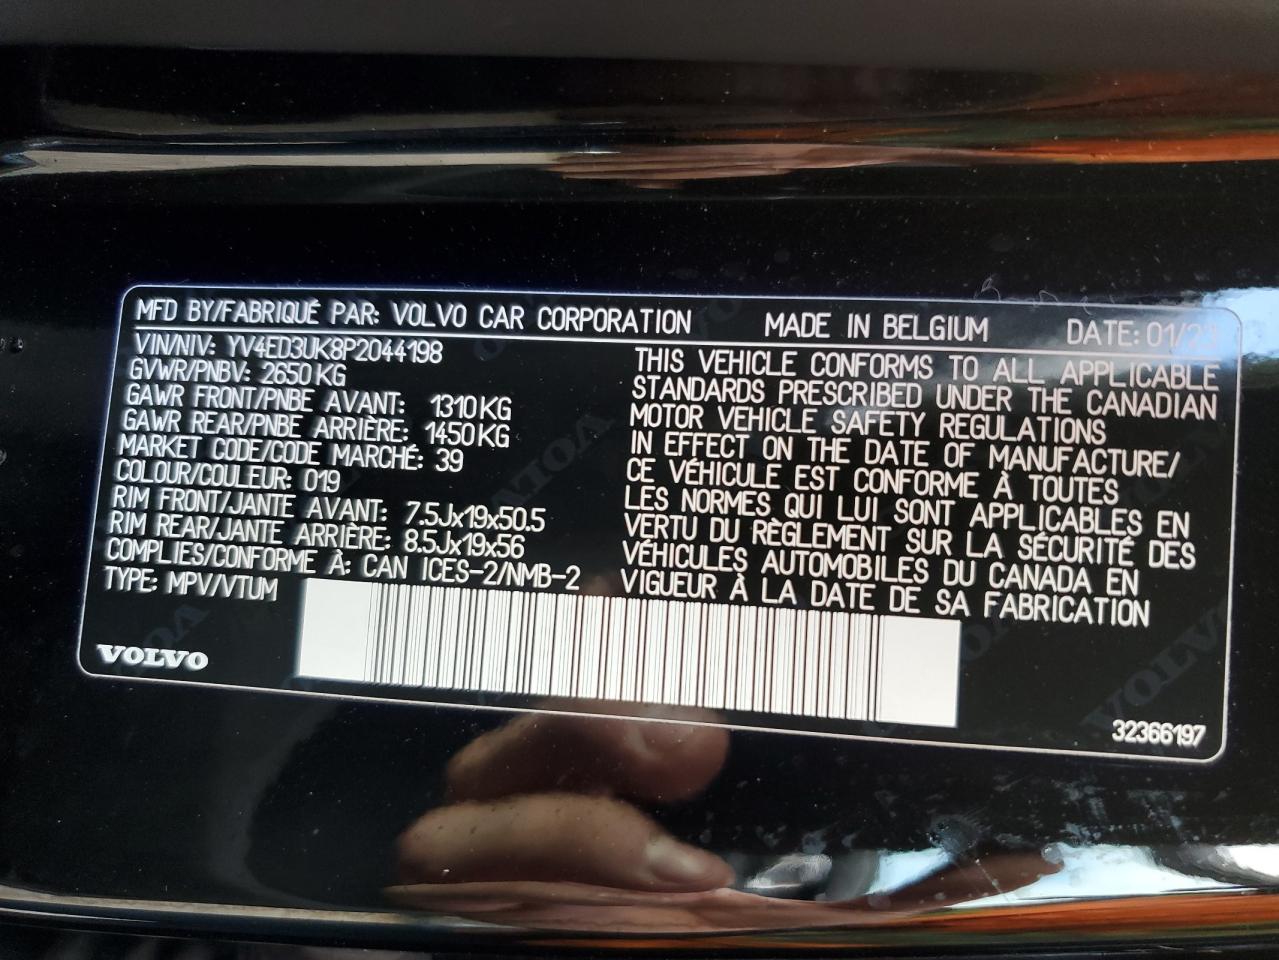 MFD BY/FABRIQUÉ PAR: VOLVO CAR CORPORATION MADE IN BELGIUM DATE: 01/23
VIN/NIV: YV4ED3UK8P2044198
GVWR/PNBV: 2650 KG
GAWR FRONT/PNBE AVANT: 1310 KG
GAWR REAR/PNBE ARRIÈRE: 1450 KG
MARKET CODE/CODE MARCHÉ: 39
COLOUR/COULEUR: 019
RIM FRONT/JANTE AVANT: 7.5Jx19x50.5
RIM REAR/JANTE ARRIÈRE: 8.5Jx19x56
COMPLIES/CONFORME À: CAN ICES-2/NMB-2
TYPE: MPV/VTUM
THIS VEHICLE CONFORMS TO ALL APPLICABLE
STANDARDS PRESCRIBED UNDER THE CANADIAN
MOTOR VEHICLE SAFETY REGULATIONS
IN EFFECT ON THE DATE OF MANUFACTURE/
CE VÉHICULE EST CONFORME À TOUTES
LES NORMES QUI LUI SONT APPLICABLES EN
VERTU DU RÈGLEMENT SUR LA SÉCURITÉ DES
VÉHICULES AUTOMOBILES DU CANADA EN
VIGUEUR À LA DATE DE SA FABRICATION
VOLVO
32366197